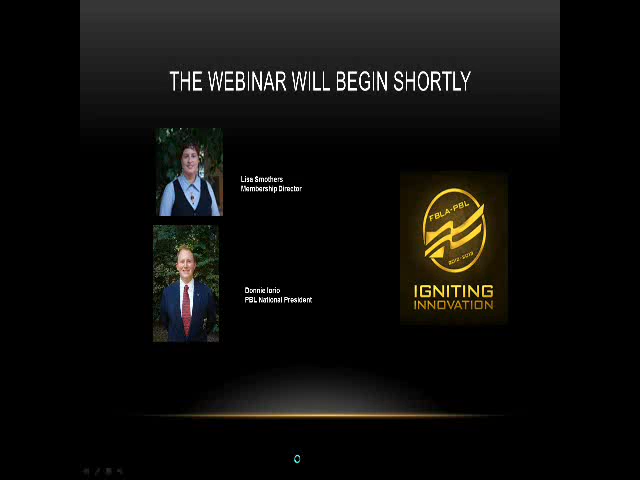 THE WEBINAR WILL BEGIN SHORTLY
Lisa Smothers
Membership Director
Donnie Iorio
PBL National President
FBLA-PBL
2012-2013
IGNITING
INNOVATION